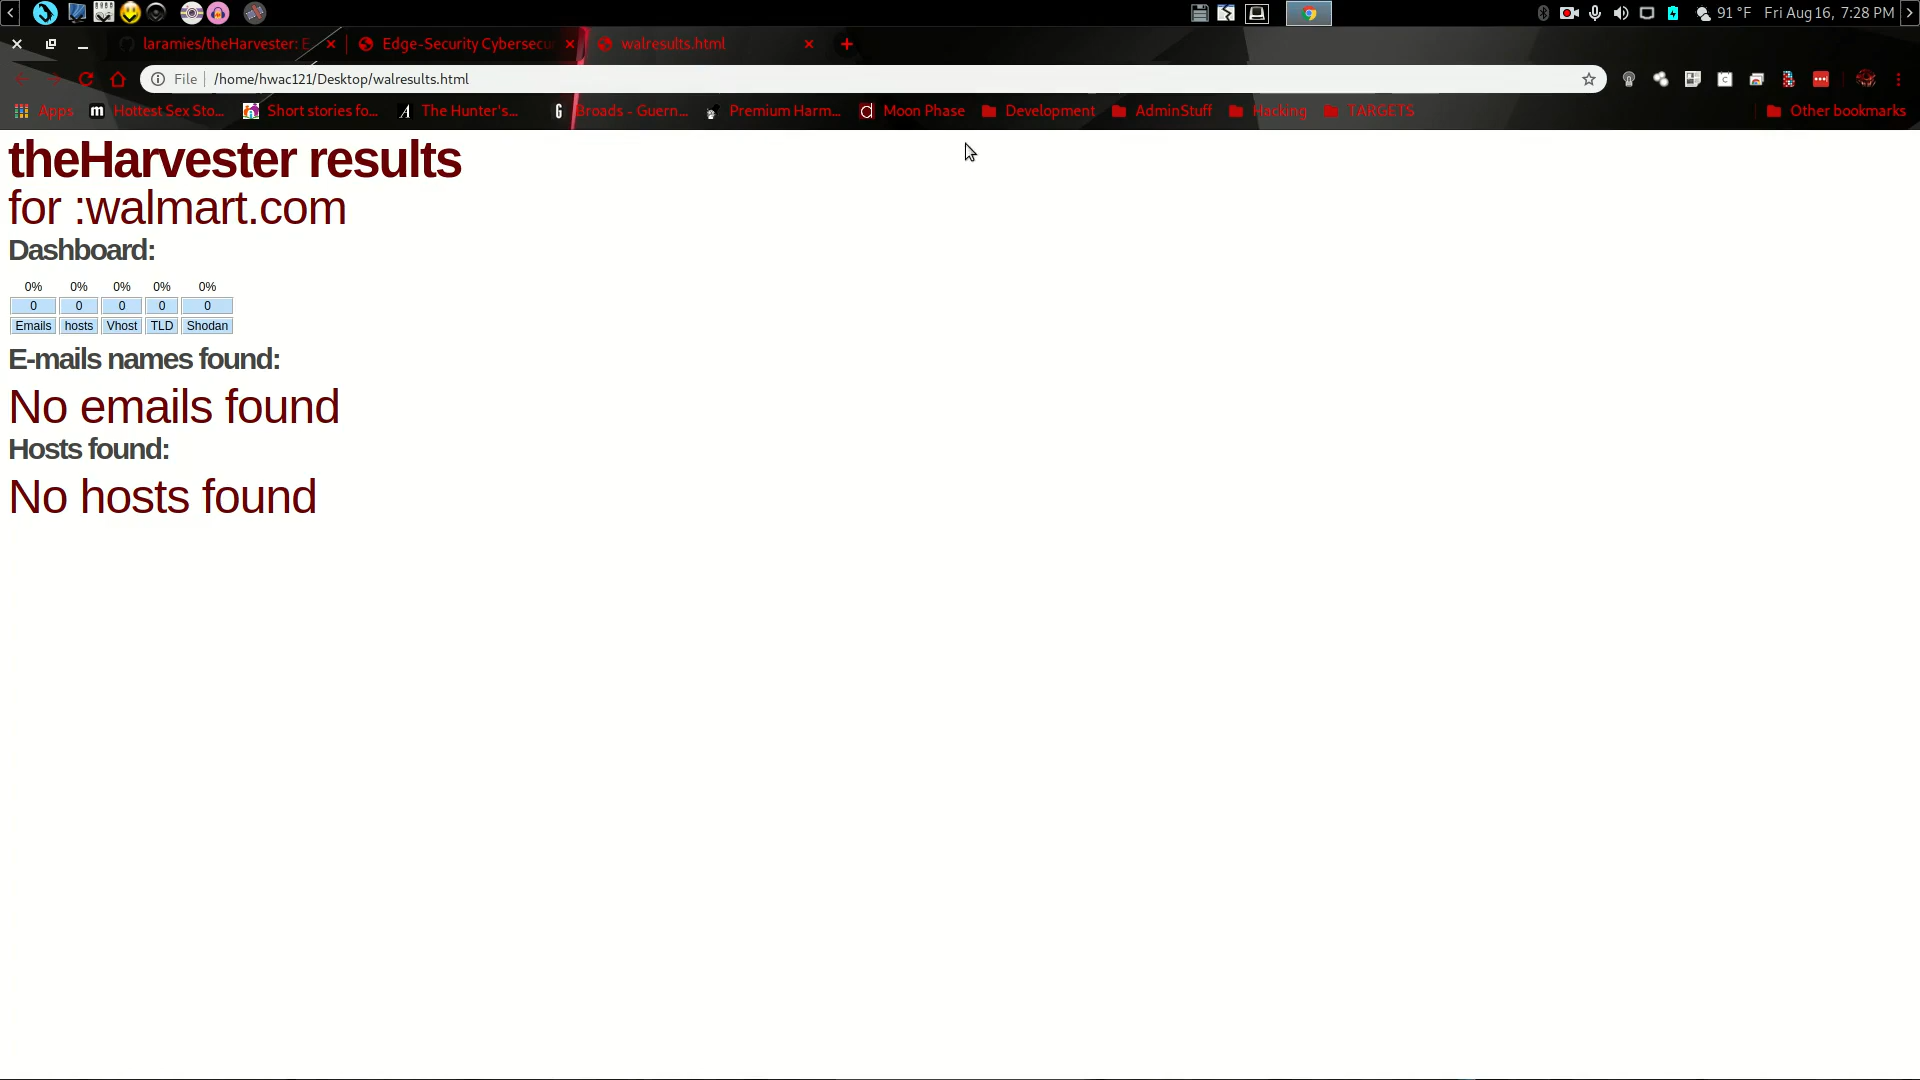 91 °F Fri Aug 16, 7:28 PM
laramies/theHarvester: E
Edge-Security Cybersecu
walresults.html
File /home/hwac121/Desktop/walresults.html
Apps Hottest Sex Sto... Short stories fo... The Hunter's... Broads - Guern... Premium Harm... Moon Phase Development AdminStuff Hacking TARGETS Other bookmarks
theHarvester results
for :walmart.com
Dashboard:
0% 0% 0% 0% 0%
0 0 0 0 0
Emails hosts Vhost TLD Shodan
E-mails names found:
No emails found
Hosts found:
No hosts found